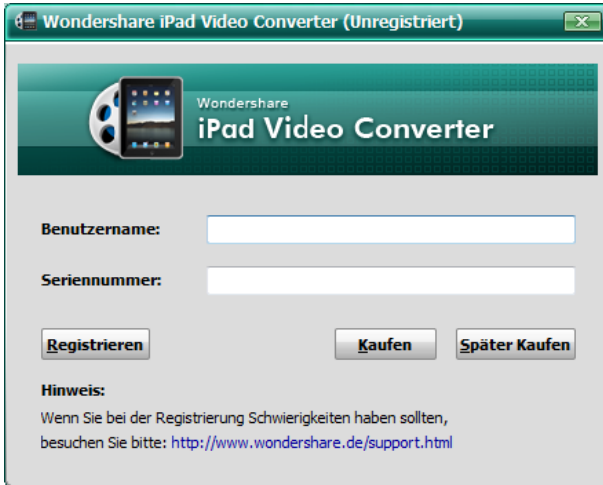 Wondershare iPad Video Converter (Unregistriert)
Wondershare
iPad Video Converter
Benutzername:
Seriennummer:
Registrieren
Kaufen
Später Kaufen
Hinweis:
Wenn Sie bei der Registrierung Schwierigkeiten haben sollten,
besuchen Sie bitte: http://www.wondershare.de/support.html